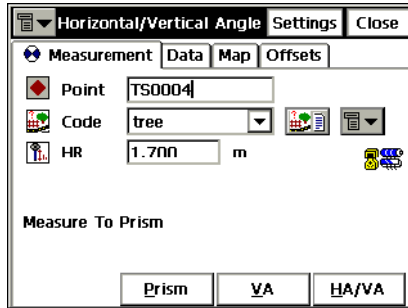 Horizontal/Vertical Angle Settings Close
Measurement Data Map Offsets
Point TS0004
Code tree
HR 1.700 m
Measure To Prism
Prism VA HA/VA